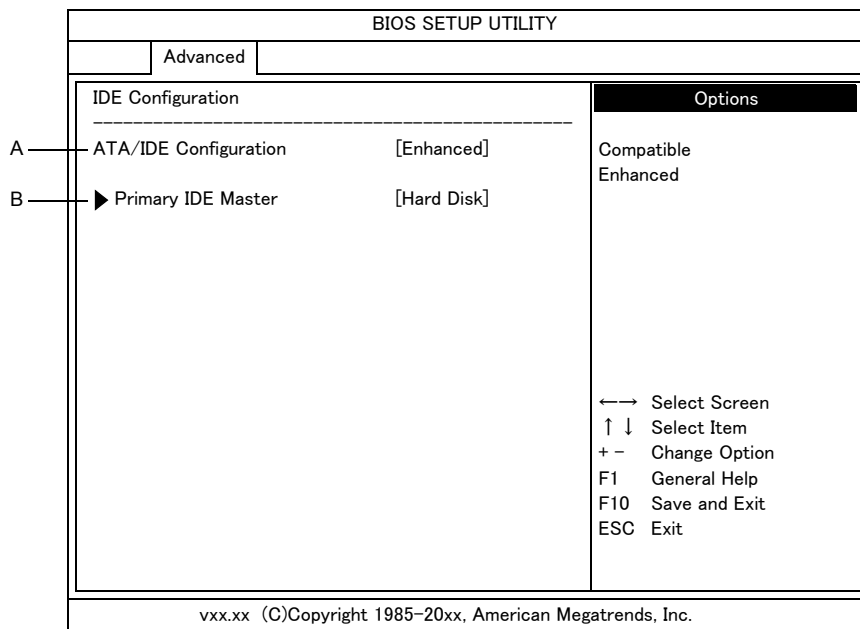 BIOS SETUP UTILITY
Advanced
IDE Configuration
------------------------------------------------
A
ATA/IDE Configuration [Enhanced]
B
▶ Primary IDE Master [Hard Disk]
Options
Compatible
Enhanced
←→ Select Screen
↑↓ Select Item
+- Change Option
F1 General Help
F10 Save and Exit
ESC Exit
vxx.xx (C)Copyright 1985-20xx, American Megatrends, Inc.